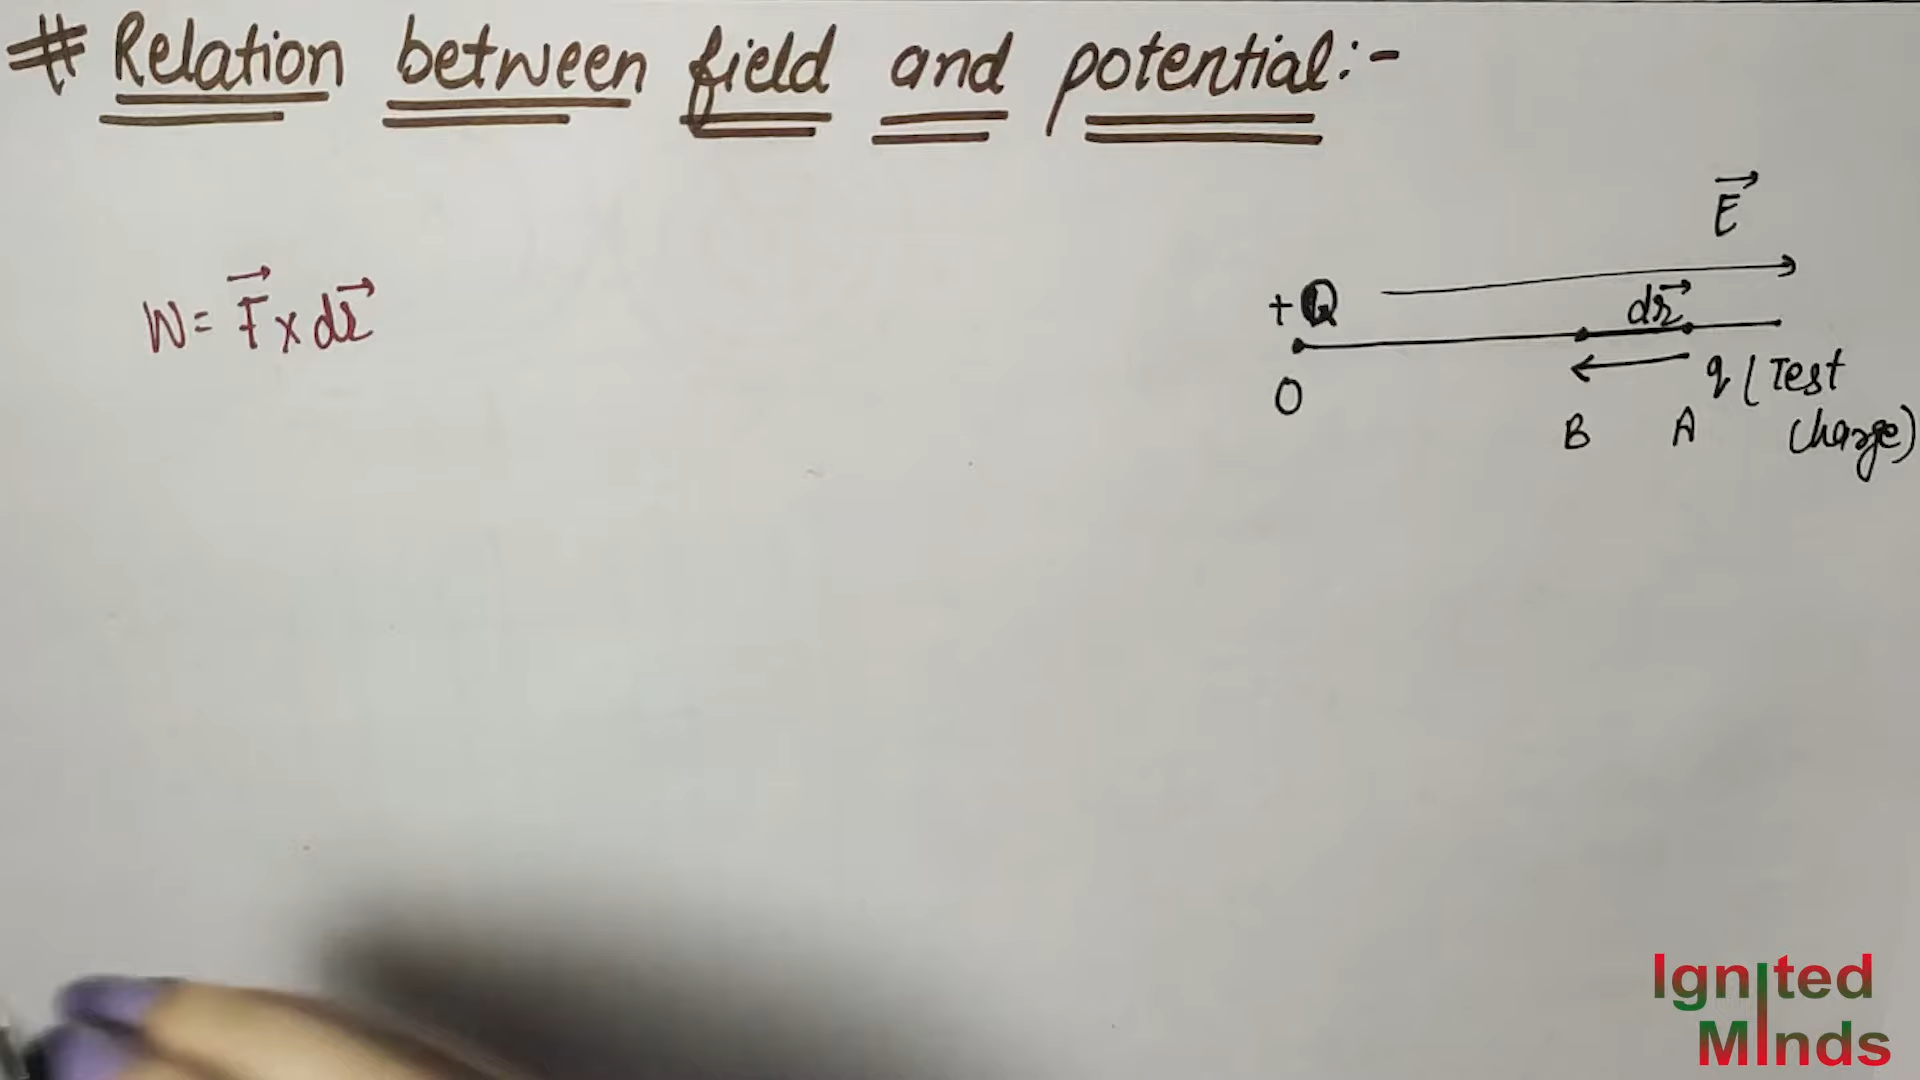 # Relation between field and potential:-
W = F⃗ x dr⃗
E⃗
+Q
dr⃗
O
q (Test
charge)
B
A
Ignited
Minds